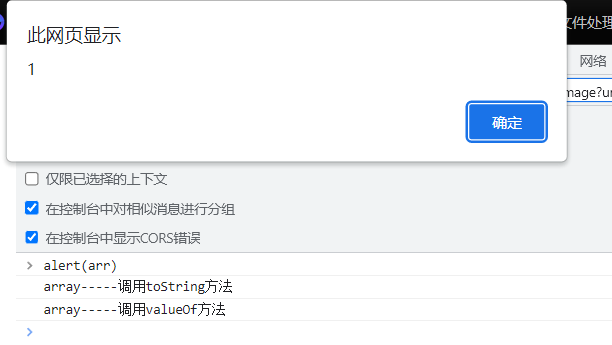 此网页显示
1
确定
文件处理
网络
mage?u
仅限已选择的上下文
在控制台中对相似消息进行分组
在控制台中显示CORS错误
> alert(arr)
array-----调用toString方法
array-----调用valueOf方法
>